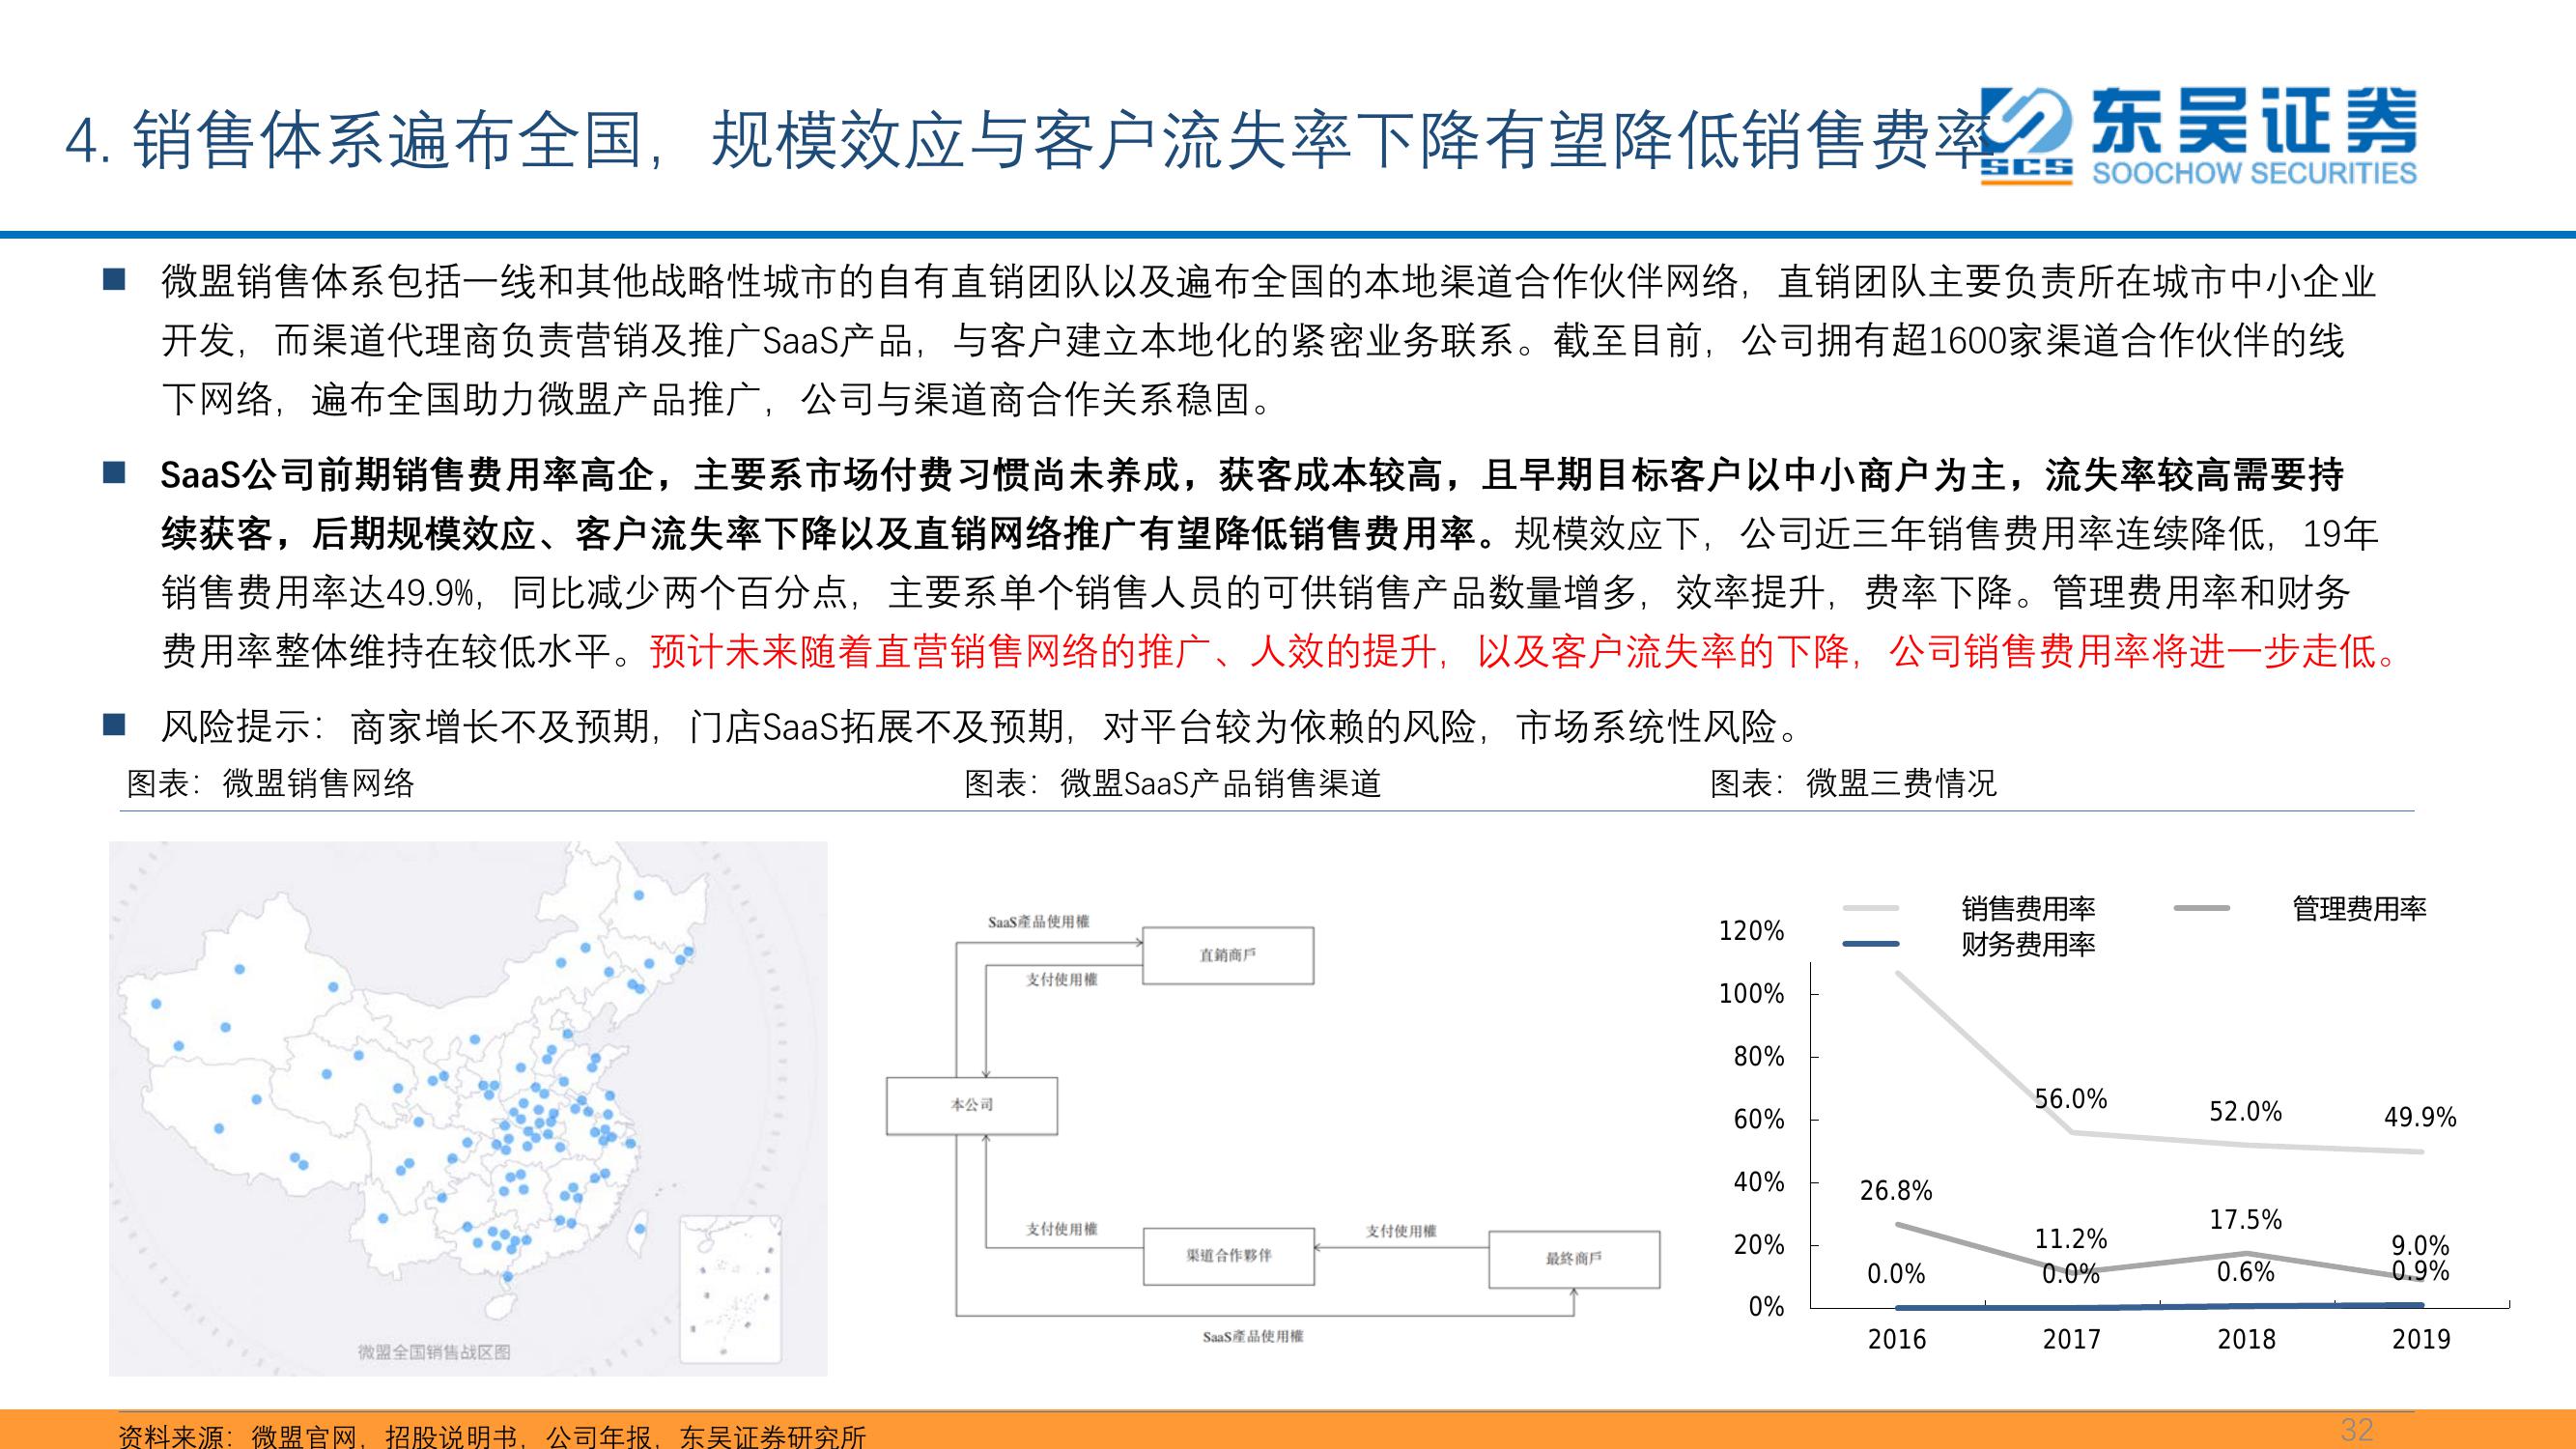 4. 销售体系遍布全国，规模效应与客户流失率下降有望降低销售费率
SCS
东吴证券
SOOCHOW SECURITIES
■ 微盟销售体系包括一线和其他战略性城市的自有直销团队以及遍布全国的本地渠道合作伙伴网络，直销团队主要负责所在城市中小企业
开发，而渠道代理商负责营销及推广SaaS产品，与客户建立本地化的紧密业务联系。截至目前，公司拥有超1600家渠道合作伙伴的线
下网络，遍布全国助力微盟产品推广，公司与渠道商合作关系稳固。
■ SaaS公司前期销售费用率高企，主要系市场付费习惯尚未养成，获客成本较高，且早期目标客户以中小商户为主，流失率较高需要持
续获客，后期规模效应、客户流失率下降以及直销网络推广有望降低销售费用率。规模效应下，公司近三年销售费用率连续降低，19年
销售费用率达49.9%，同比减少两个百分点，主要系单个销售人员的可供销售产品数量增多，效率提升，费率下降。管理费用率和财务
费用率整体维持在较低水平。预计未来随着直营销售网络的推广、人效的提升，以及客户流失率的下降，公司销售费用率将进一步走低。
■ 风险提示：商家增长不及预期，门店SaaS拓展不及预期，对平台较为依赖的风险，市场系统性风险。
图表：微盟销售网络
微盟全国销售战区图
图表：微盟SaaS产品销售渠道
SaaS產品使用權
直銷商戶
支付使用權
本公司
支付使用權
渠道合作夥伴
支付使用權
最終商戶
SaaS產品使用權
图表：微盟三费情况
销售费用率 管理费用率
财务费用率
120%
100%
80%
60%
40%
20%
0%
56.0% 52.0% 49.9%
26.8% 11.2% 17.5% 9.0%
0.0% 0.0% 0.6% 0.9%
2016 2017 2018 2019
资料来源：微盟官网，招股说明书，公司年报，东吴证券研究所
32